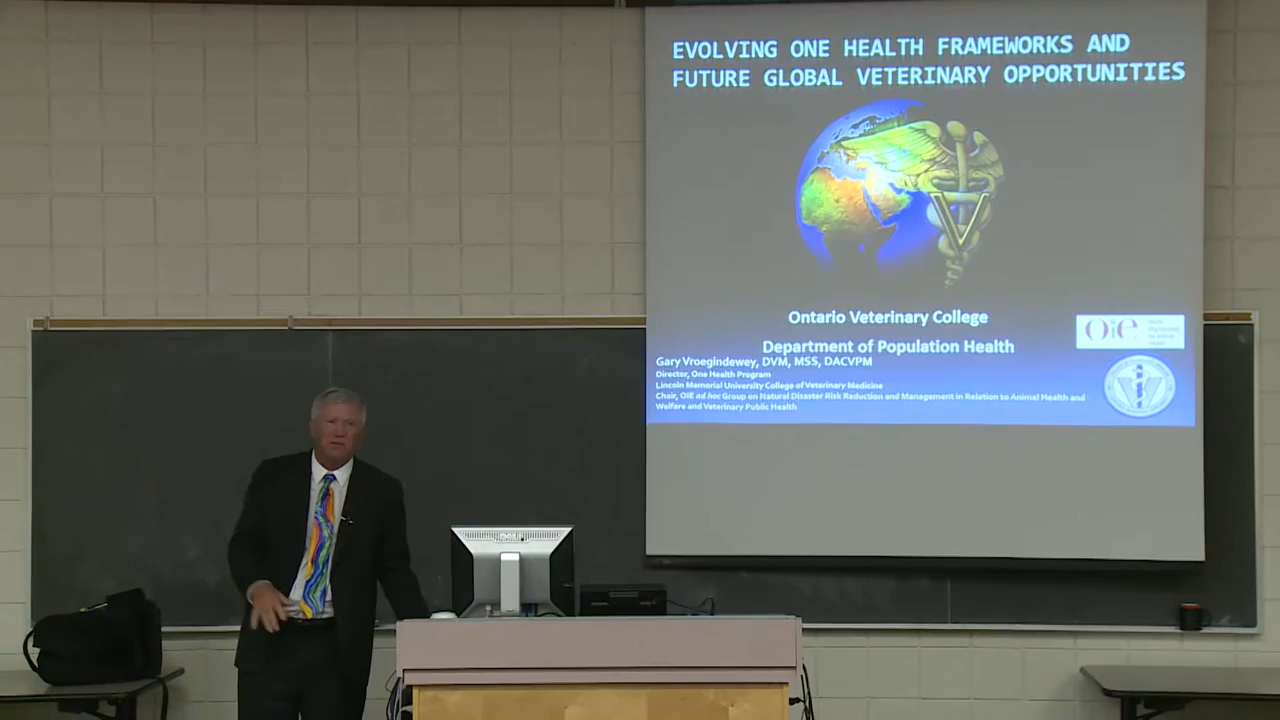 EVOLVING ONE HEALTH FRAMEWORKS AND
FUTURE GLOBAL VETERINARY OPPORTUNITIES
V
Ontario Veterinary College
Department of Population Health
Gary Vroegindewey, DVM, MSS, DACVPM
Director, One Health Program
Lincoln Memorial University College of Veterinary Medicine
Chair, OIE ad hoc Group on Natural Disaster Risk Reduction and Management in Relation to Animal Health and
Welfare and Veterinary Public Health
OiE
V